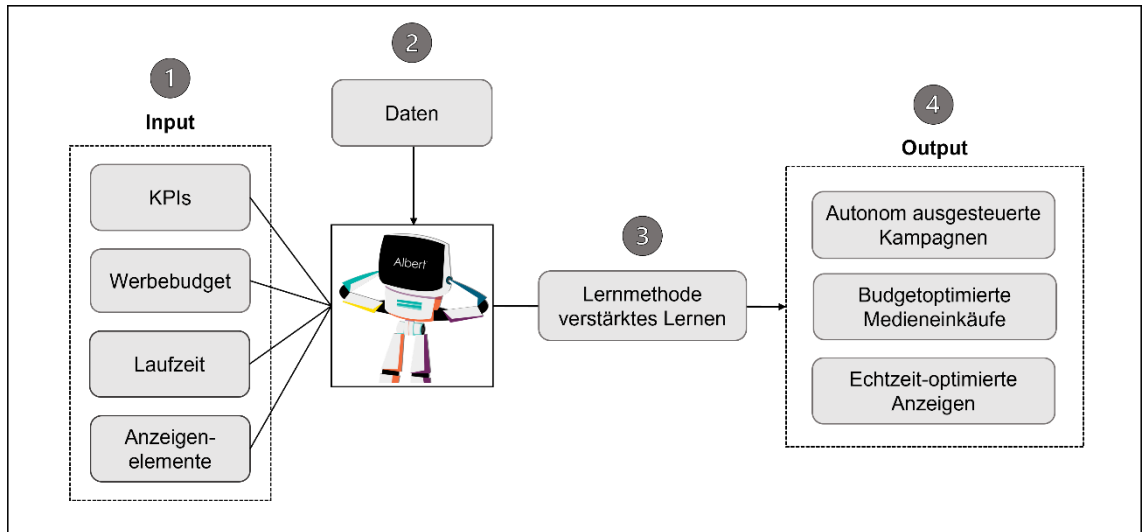 1
Input
KPIs
Werbebudget
Laufzeit
Anzeigen-
elemente
2
Daten
Albert
3
Lernmethode
verstärktes Lernen
4
Output
Autonom ausgesteuerte
Kampagnen
Budgetoptimierte
Medieneinkäufe
Echtzeit-optimierte
Anzeigen